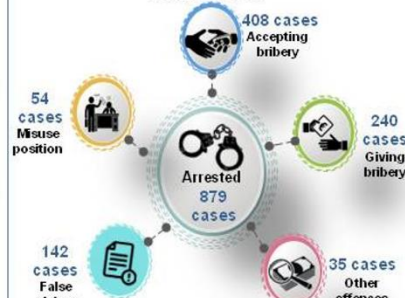 408 cases
Accepting
bribery
54
cases
Misuse
position
240
cases
Giving
bribery
Arrested
879
cases
142
cases
False
35 cases
Other